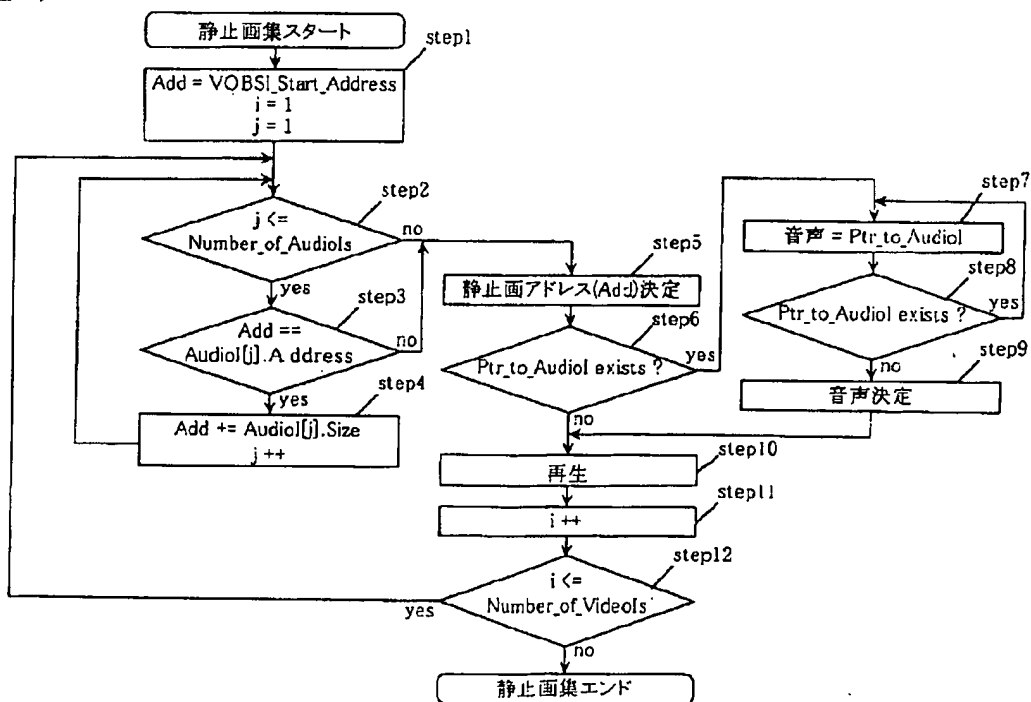 静止画集スタート
step1
Add = VOBSI_Start_Address
i = 1
j = 1
step2
j <=
Number_of_AudioIs
no
yes
step3
Add ==
AudioI[j].A ddress
no
yes
step4
Add += AudioI[j].Size
j ++
step5
静止画アドレス(Add)決定
step6
Ptr_to_AudioI exists ?
yes
no
step7
音声 = Ptr_to_AudioI
step8
Ptr_to_AudioI exists ?
yes
no
step9
音声決定
step10
再生
step11
i ++
step12
i <=
Number_of_VideoIs
yes
no
静止画集エンド